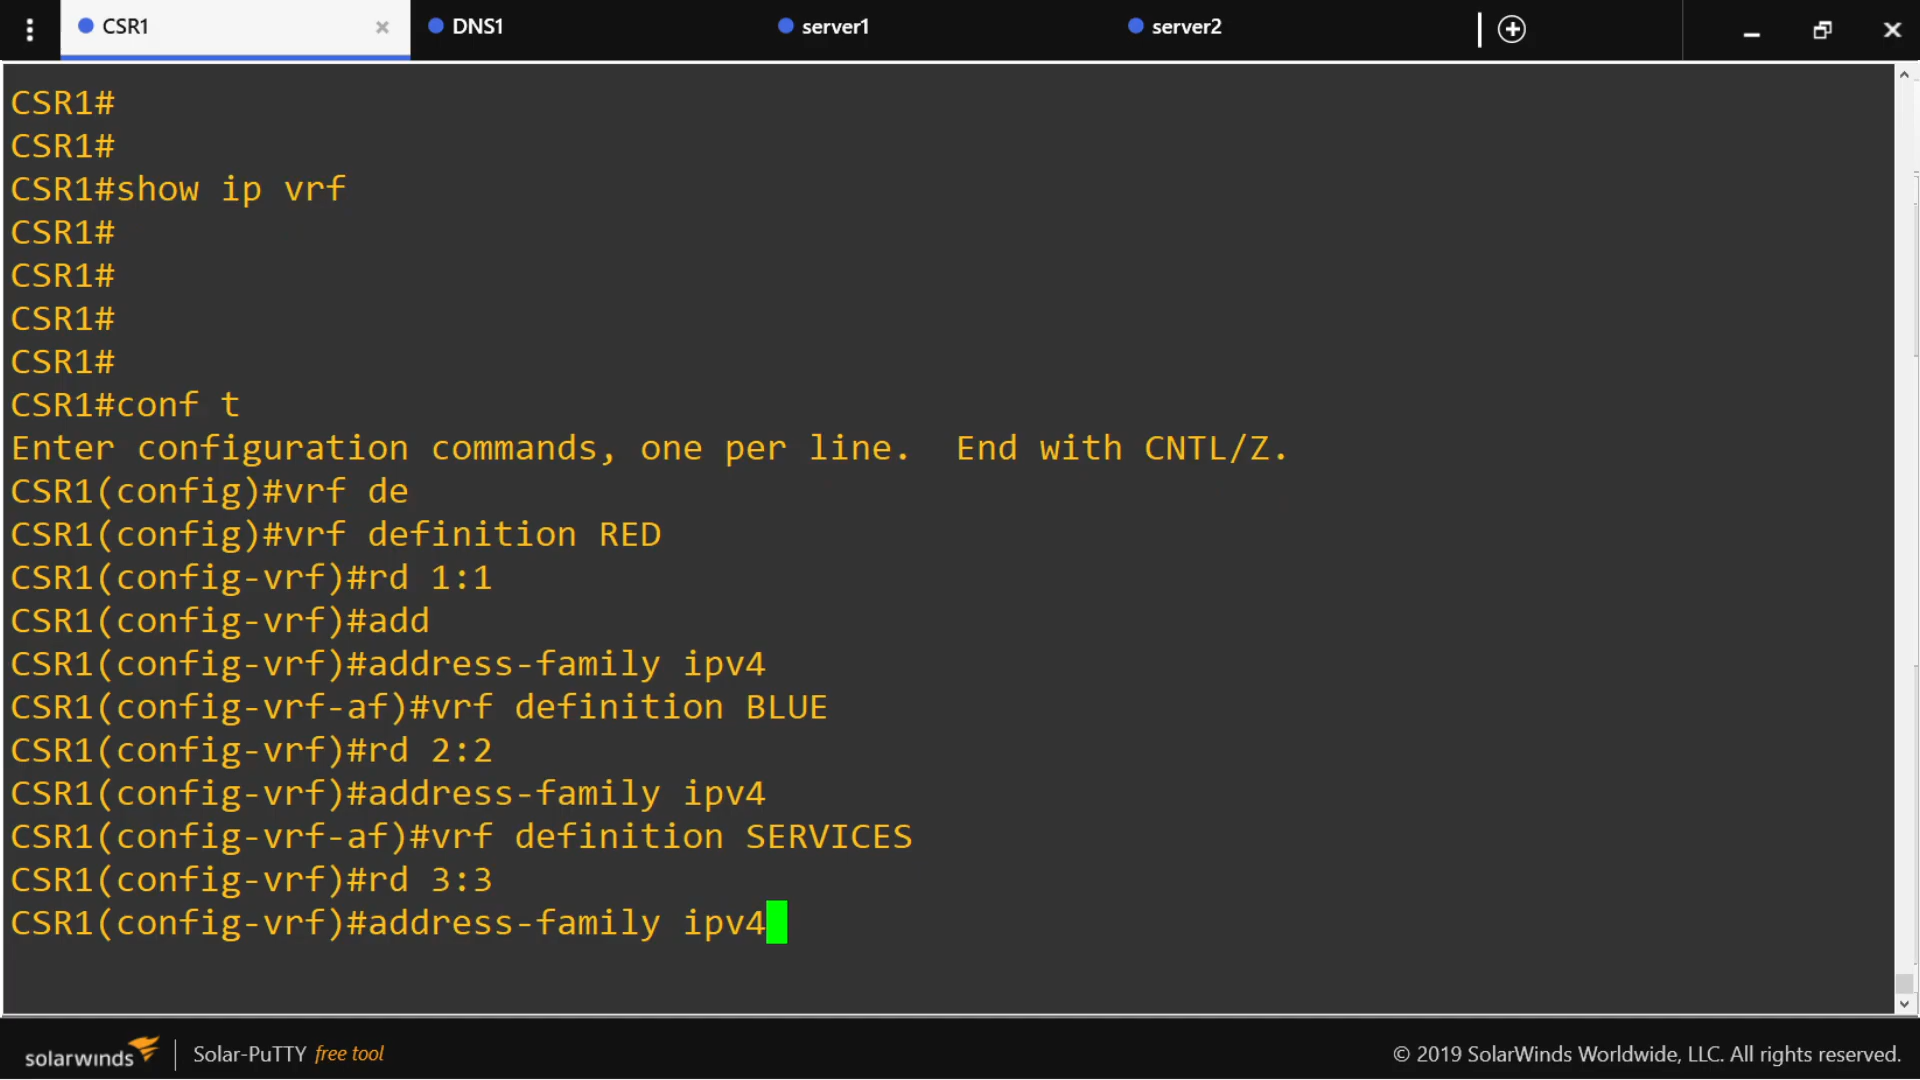 CSR1
DNS1
server1
server2
CSR1#
CSR1#
CSR1#show ip vrf
CSR1#
CSR1#
CSR1#
CSR1#
CSR1#conf t
Enter configuration commands, one per line.  End with CNTL/Z.
CSR1(config)#vrf de
CSR1(config)#vrf definition RED
CSR1(config-vrf)#rd 1:1
CSR1(config-vrf)#add
CSR1(config-vrf)#address-family ipv4
CSR1(config-vrf-af)#vrf definition BLUE
CSR1(config-vrf)#rd 2:2
CSR1(config-vrf)#address-family ipv4
CSR1(config-vrf-af)#vrf definition SERVICES
CSR1(config-vrf)#rd 3:3
CSR1(config-vrf)#address-family ipv4
solarwinds
Solar-PuTTY free tool
© 2019 SolarWinds Worldwide, LLC. All rights reserved.